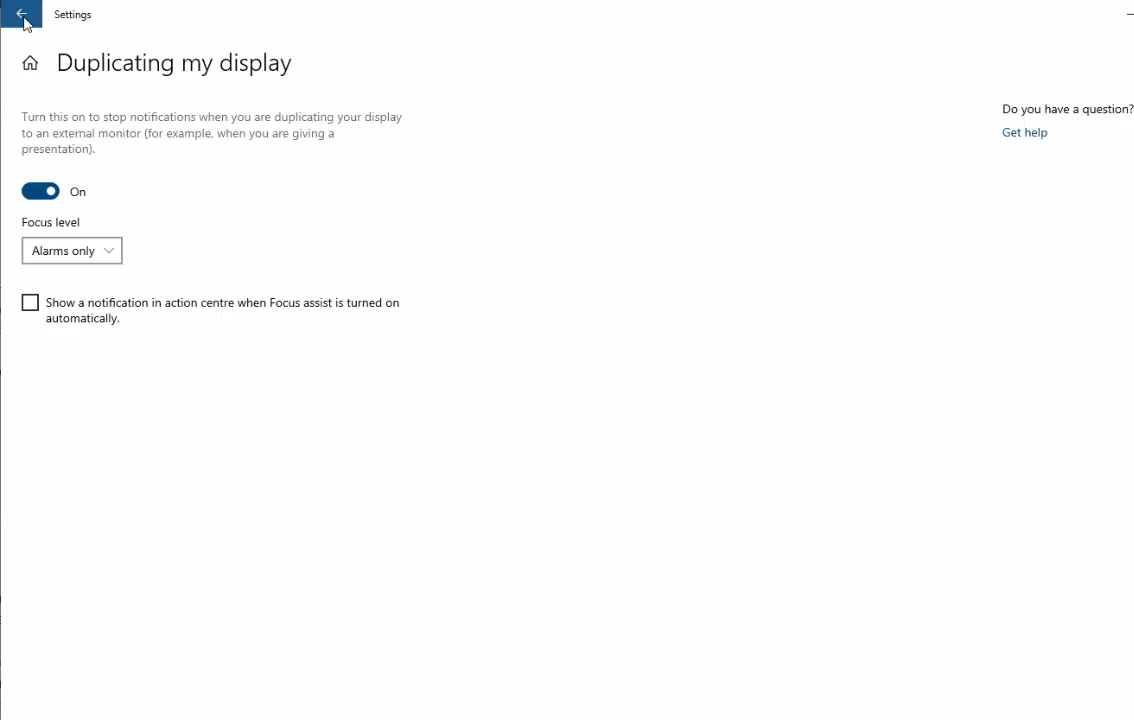 Settings
Duplicating my display
Turn this on to stop notifications when you are duplicating your display
to an external monitor (for example, when you are giving a
presentation).
On
Focus level
Alarms only
Show a notification in action centre when Focus assist is turned on
automatically.
Do you have a question?
Get help